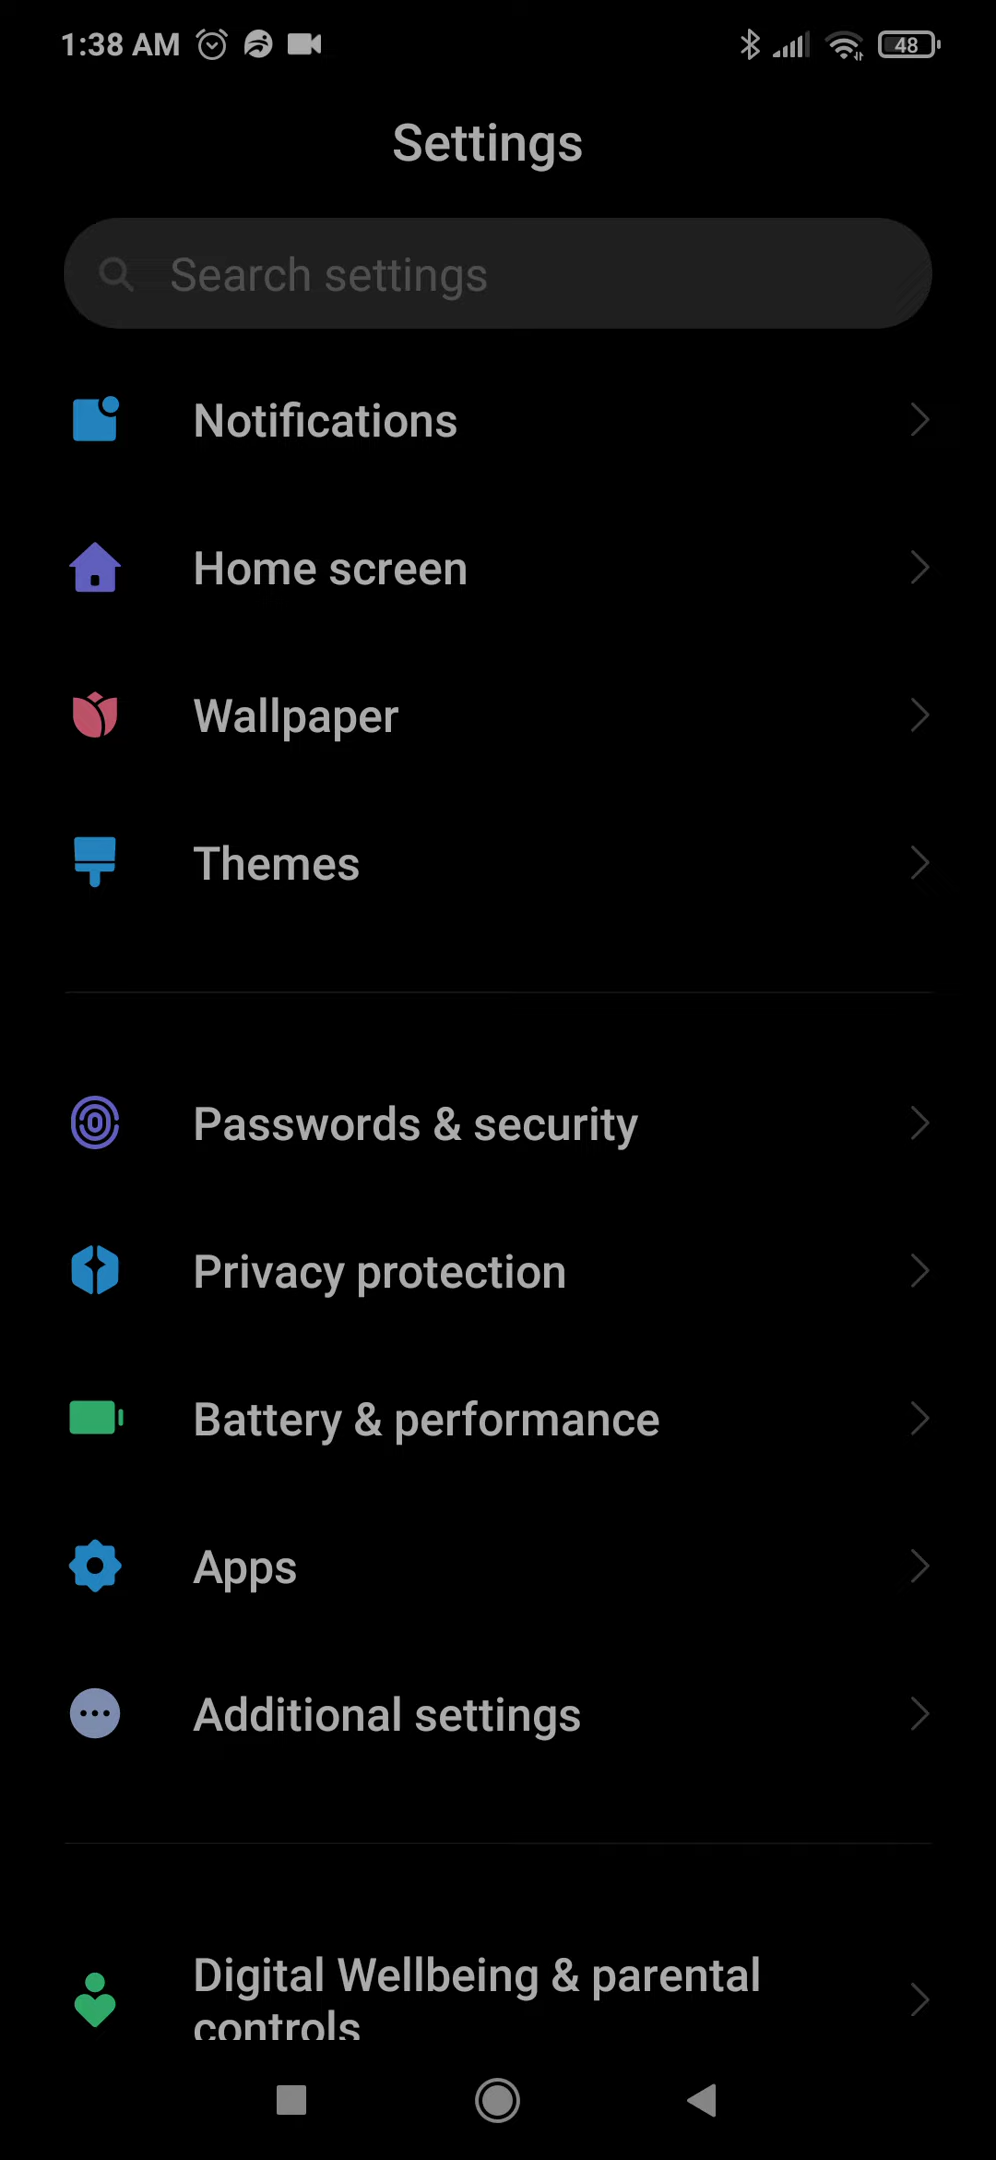 1:38 AM
48
Settings
Search settings
Notifications
Home screen
Wallpaper
Themes
Passwords & security
Privacy protection
Battery & performance
Apps
Additional settings
Digital Wellbeing & parental
controls